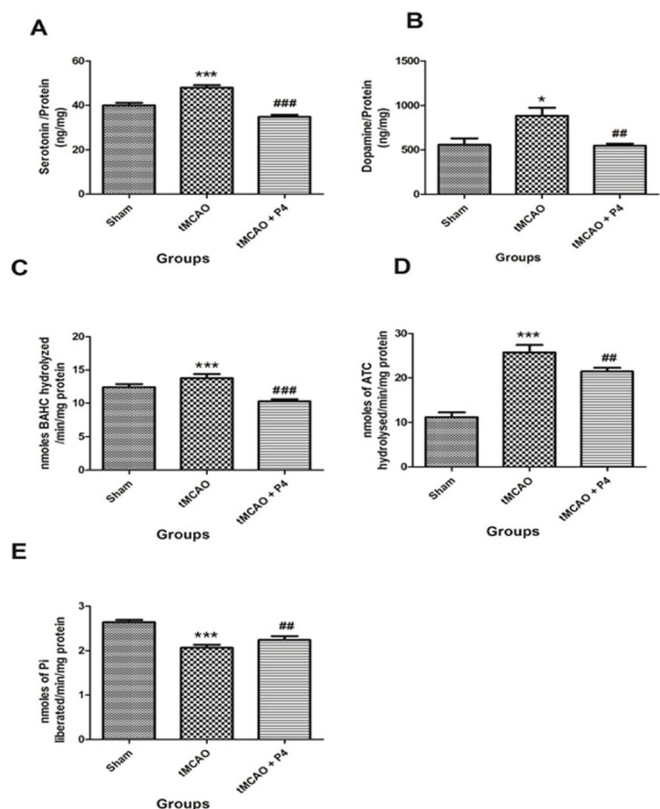 A
Serotonin /Protein
(ng/mg)
60
40
20
0
***
###
Sham
tMCAO
tMCAO + P4
Groups
B
Dopamine/Protein
(ng/mg)
1500
1000
500
0
*
##
Sham
tMCAO
tMCAO + P4
Groups
C
nmoles BAHC hydrolyzed
/min/mg protein
20
15
10
5
0
***
###
Sham
tMCAO
tMCAO + P4
Groups
D
nmoles of ATC
hydrolysed/min/mg protein
30
20
10
0
***
##
Sham
tMCAO
tMCAO + P4
Groups
E
nmoles of Pi
liberated/min/mg protein
3
2
1
0
***
##
Sham
tMCAO
tMCAO + P4
Groups